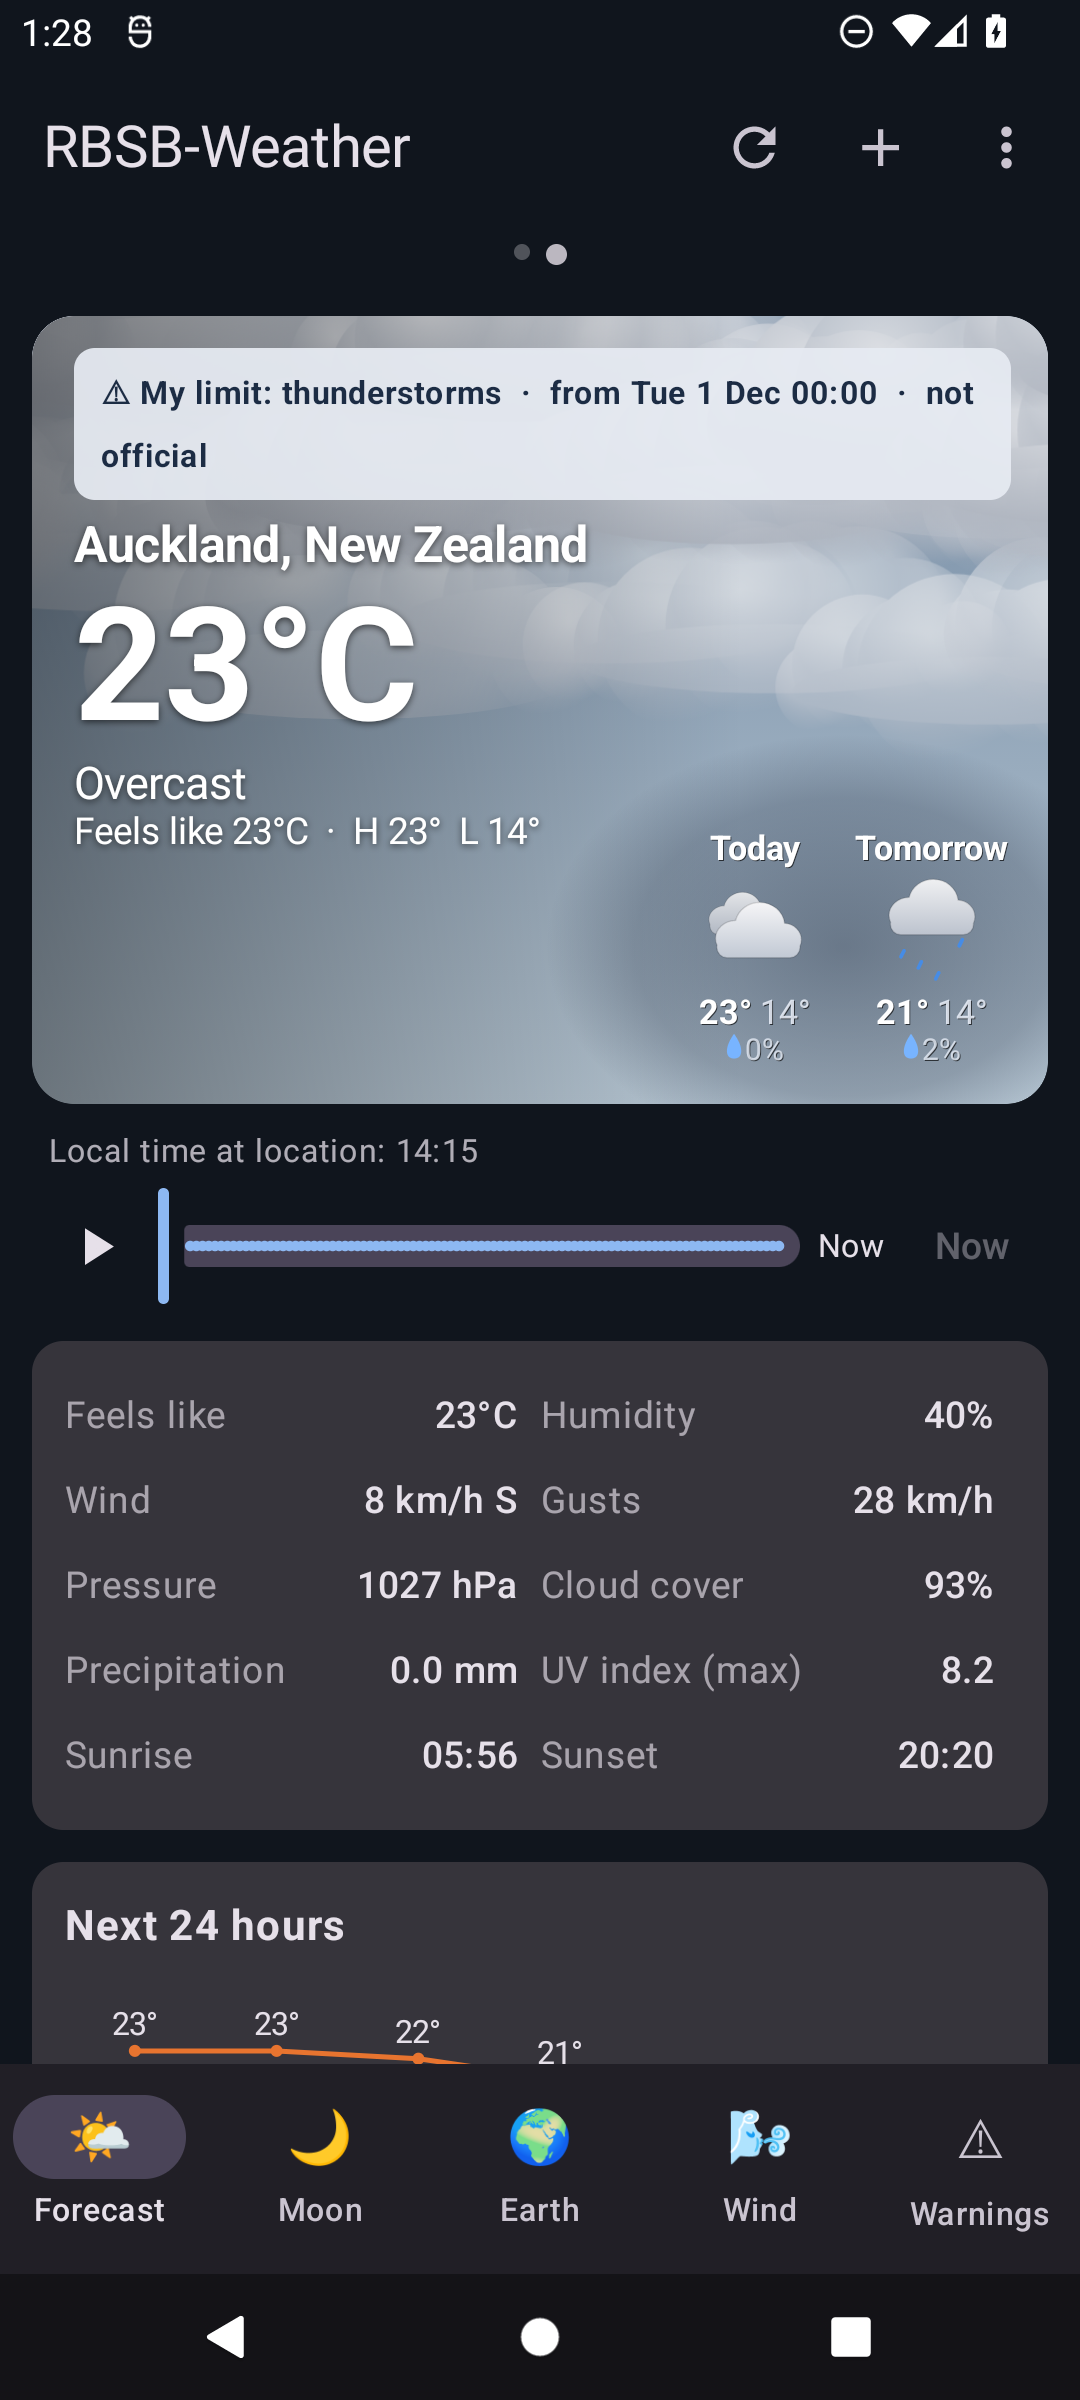 1:28
RBSB-Weather
⚠ My limit: thunderstorms · from Tue 1 Dec 00:00 · not
official
Auckland, New Zealand
23°C
Overcast
Feels like 23°C · H 23° L 14°
Today Tomorrow
23° 14° 21° 14°
0% 2%
Local time at location: 14:15
Now Now
Feels like 23°C Humidity 40%
Wind 8 km/h S Gusts 28 km/h
Pressure 1027 hPa Cloud cover 93%
Precipitation 0.0 mm UV index (max) 8.2
Sunrise 05:56 Sunset 20:20
Next 24 hours
23° 23° 22° 21°
Forecast Moon Earth Wind Warnings